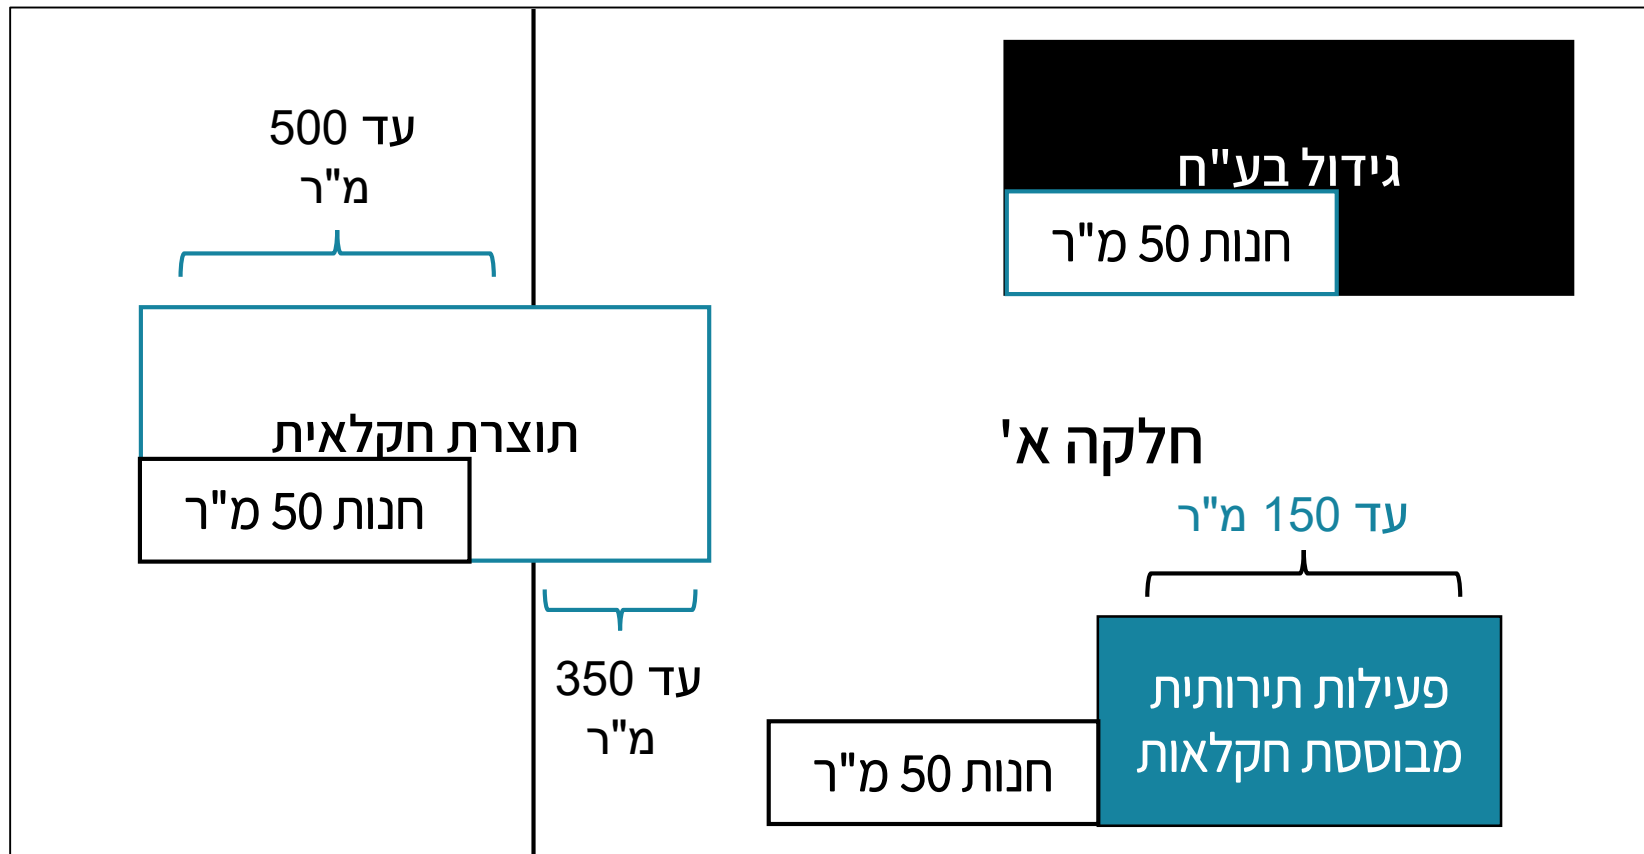 גידול בע"ח
חנות 50 מ"ר
חלקה א'
עד 150 מ"ר
פעילות תירותית
מבוססת חקלאות
חנות 50 מ"ר
עד 500
מ"ר
תוצרת חקלאית
חנות 50 מ"ר
עד 350
מ"ר